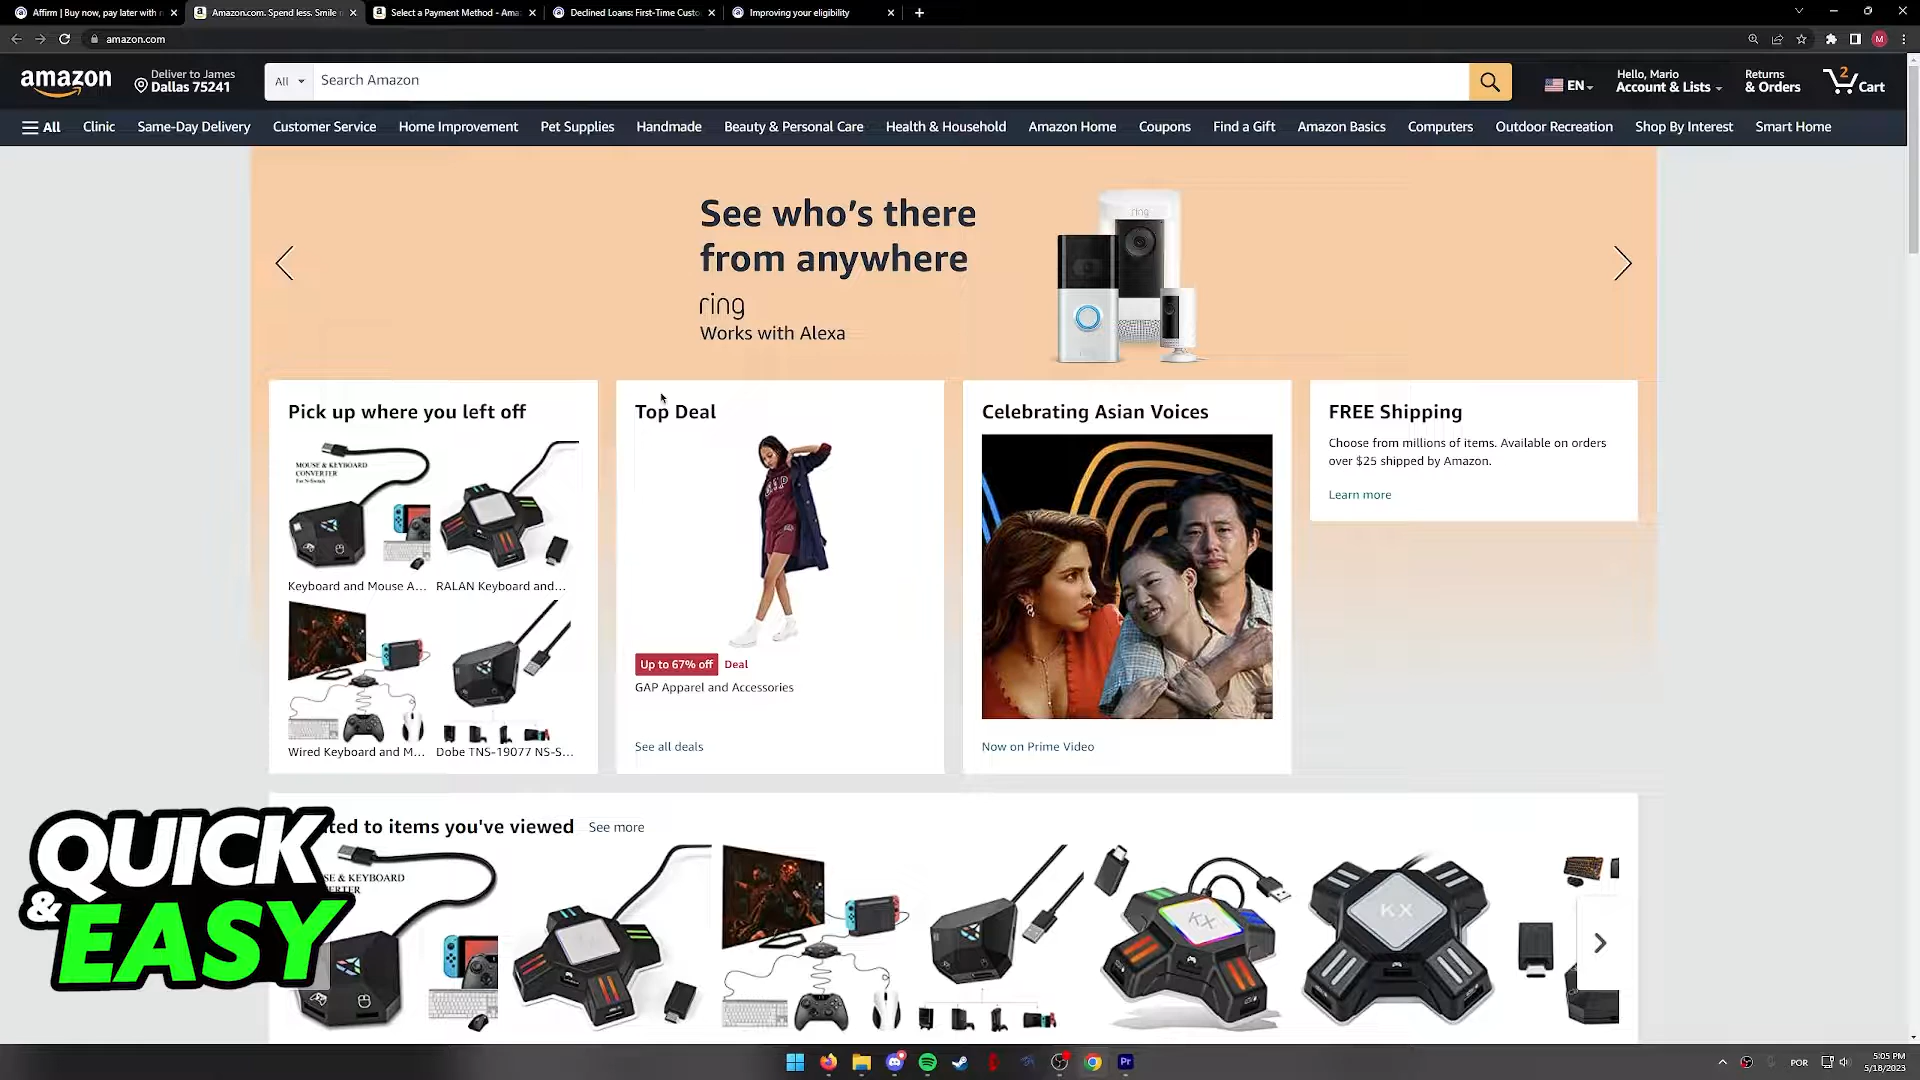 Affirm | Buy now, pay later with
Amazon.com. Spend less. Smile
Select a Payment Method - Ama
Declined Loans: First-Time Custo
Improving your eligibility
amazon.com
amazon
Deliver to James
Dallas 75241
All
Search Amazon
EN
Hello, Mario
Account & Lists
Returns
& Orders
2
Cart
All
Clinic
Same-Day Delivery
Customer Service
Home Improvement
Pet Supplies
Handmade
Beauty & Personal Care
Health & Household
Amazon Home
Coupons
Find a Gift
Amazon Basics
Computers
Outdoor Recreation
Shop By Interest
Smart Home
See who's there
from anywhere
ring
Works with Alexa
ring
Pick up where you left off
MOUSE & KEYBOARD
CONVERTER
For N-Switch
Keyboard and Mouse A...
RALAN Keyboard and...
Wired Keyboard and M...
Dobe TNS-19077 NS-S...
Top Deal
GAP
Up to 67% off
Deal
GAP Apparel and Accessories
See all deals
Celebrating Asian Voices
Now on Prime Video
FREE Shipping
Choose from millions of items. Available on orders
over $25 shipped by Amazon.
Learn more
ted to items you've viewed
See more
SE & KEYBOARD
ERTER
KX
KX
QUICK
& EASY
M
Pr
POR
5:05 PM
5/18/2023